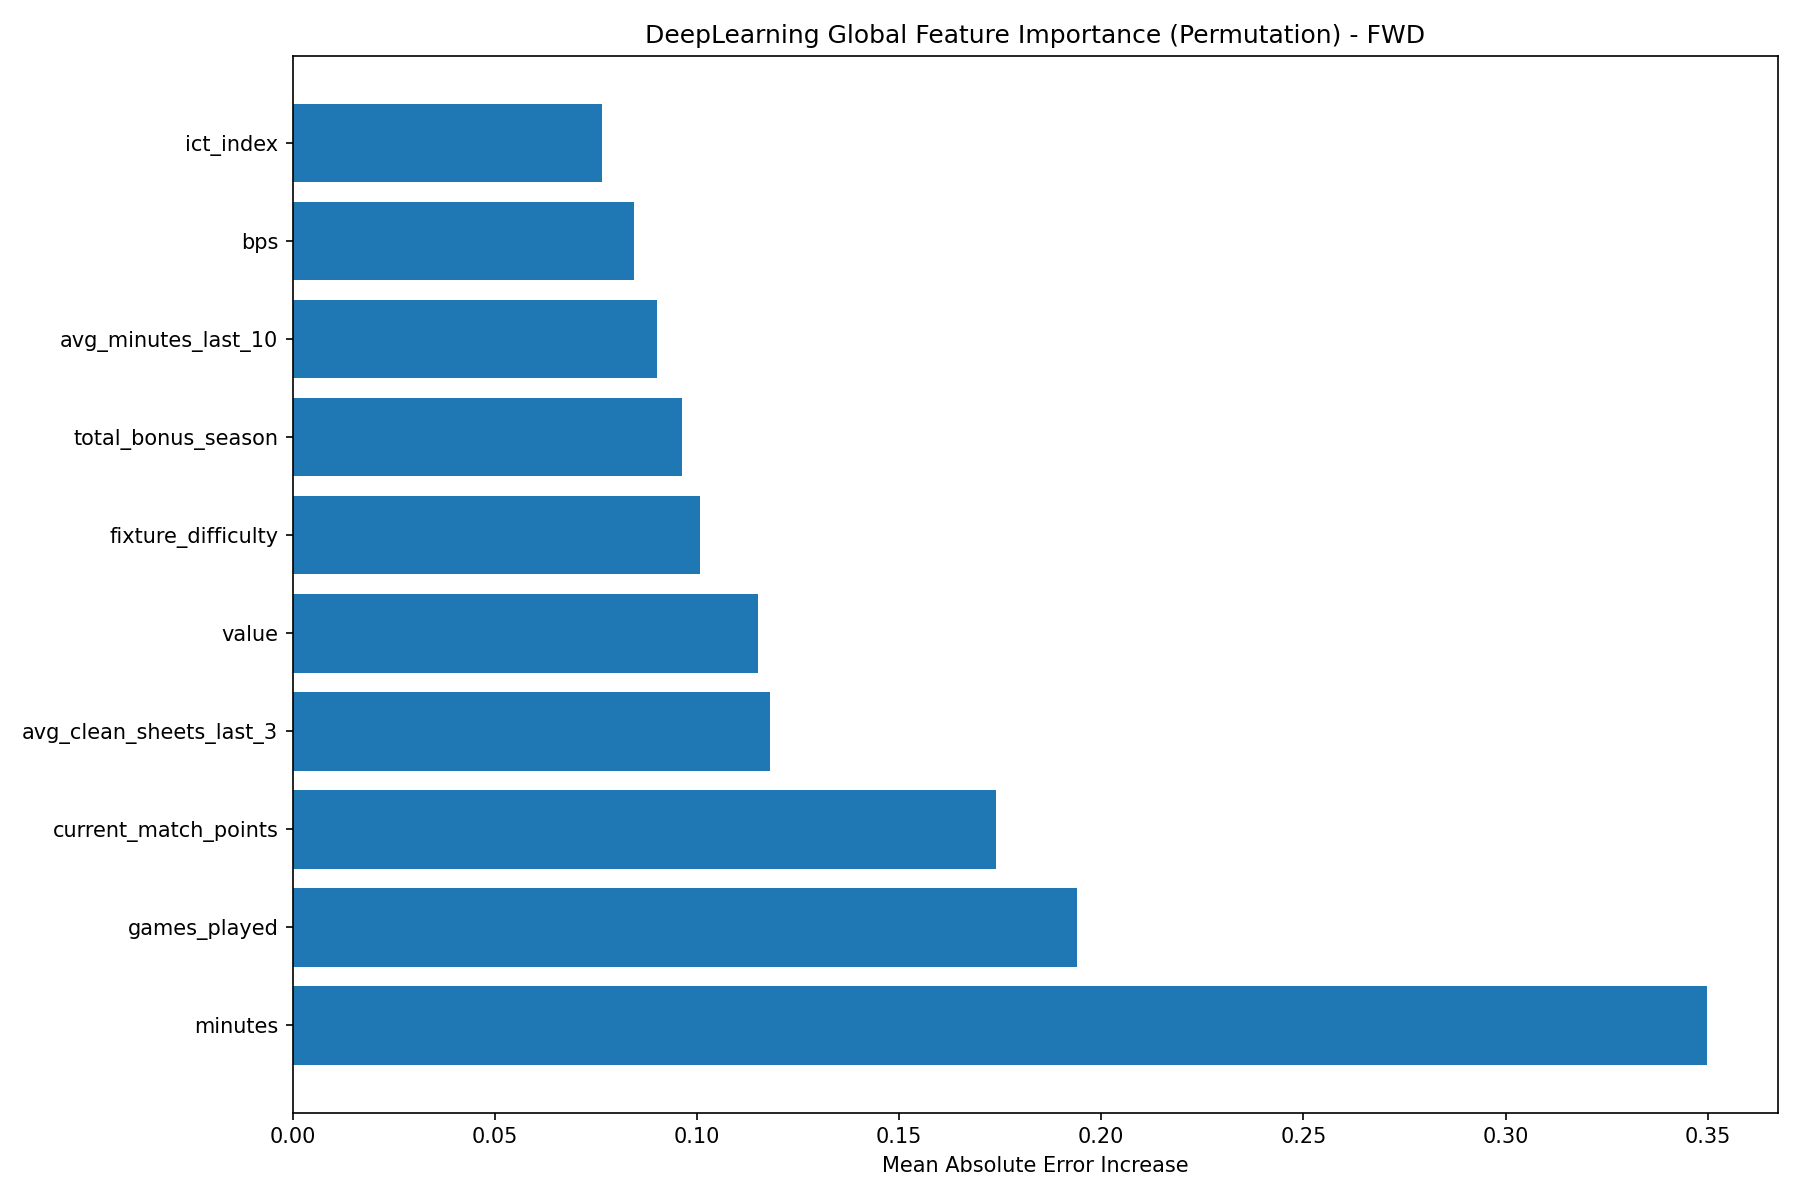 DeepLearning Global Feature Importance (Permutation) - FWD
ict_index
bps
avg_minutes_last_10
total_bonus_season
fixture_difficulty
value
avg_clean_sheets_last_3
current_match_points
games_played
minutes
0.00 0.05 0.10 0.15 0.20 0.25 0.30 0.35
Mean Absolute Error Increase